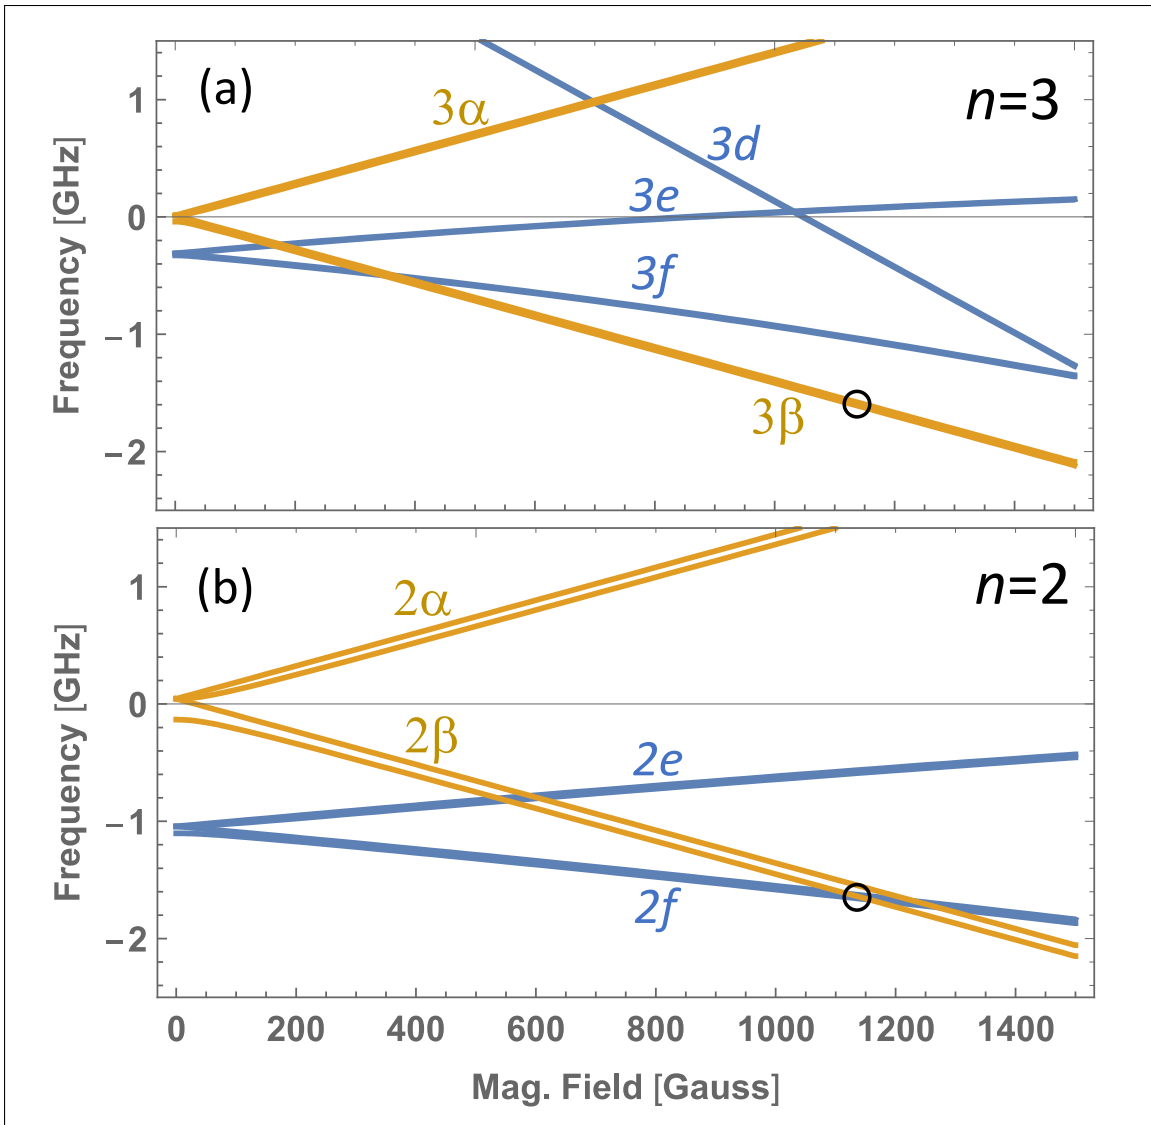 (a)
n=3
3α
3d
3e
3f
3β
1
0
−1
−2
Frequency [GHz]
(b)
n=2
2α
2β
2e
2f
1
0
−1
−2
Frequency [GHz]
0 200 400 600 800 1000 1200 1400
Mag. Field [Gauss]